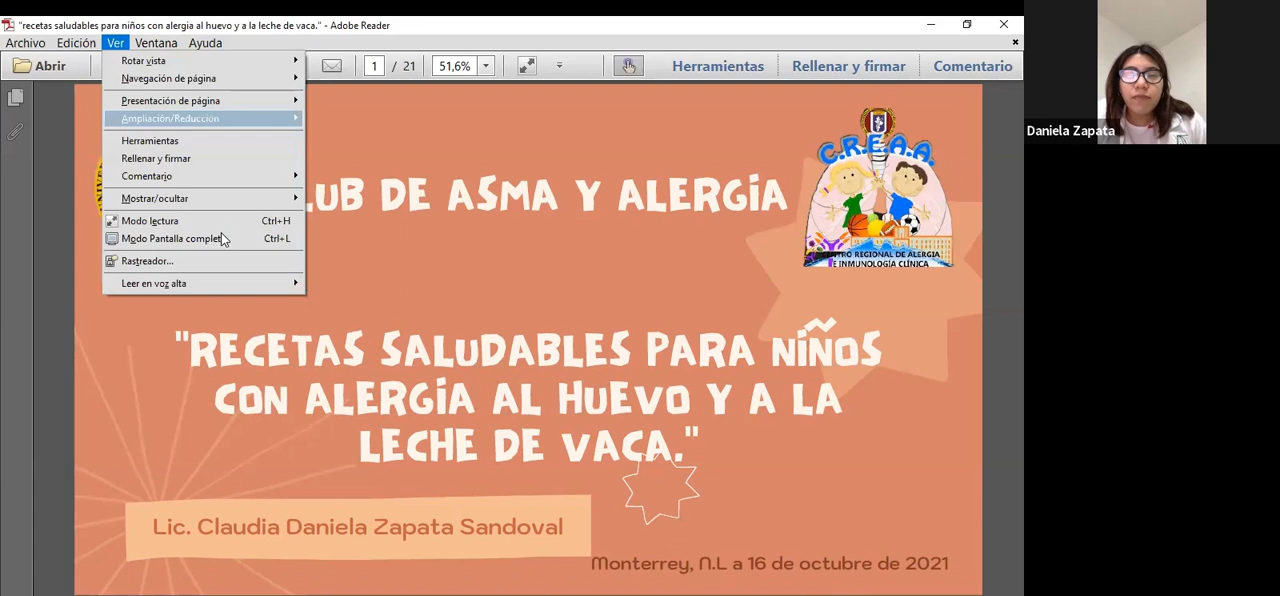 "recetas saludables para niños con alergia al huevo y a la leche de vaca." - Adobe Reader
Archivo Edición Ver Ventana Ayuda
Abrir
1 / 21
51,6%
Herramientas
Rellenar y firmar
Comentario
Rotar vista
Navegación de página
Presentación de página
Ampliación/Reducción
Herramientas
Rellenar y firmar
Comentario
Mostrar/ocultar
Modo lectura Ctrl+H
Modo Pantalla complet Ctrl+L
Rastreador...
Leer en voz alta
LUB DE ASMA Y ALERGIA
C.R.E.A.A.
CENTRO REGIONAL DE ALERGIA
E INMUNOLOGÍA CLÍNICA
"RECETAS SALUDABLES PARA NIÑOS
CON ALERGIA AL HUEVO Y A LA
LECHE DE VACA."
Lic. Claudia Daniela Zapata Sandoval
Monterrey, N.L a 16 de octubre de 2021
Daniela Zapata